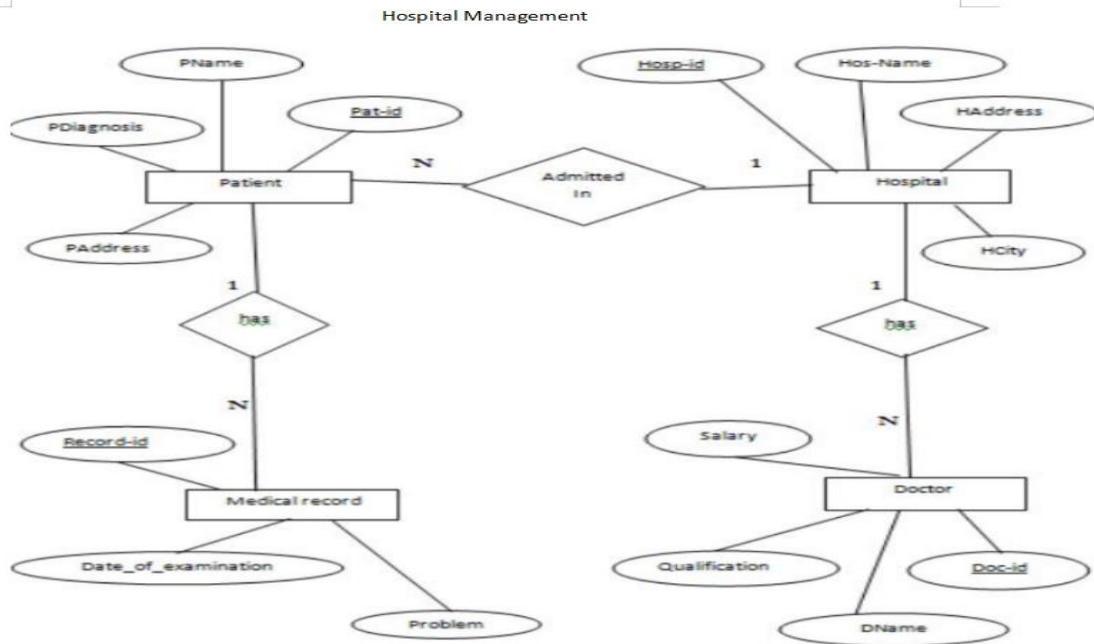 Hospital Management
PName
Hosp-id
Hos-Name
PDiagnosis
Pat-id
HAddress
N
1
Patient
Admitted
In
Hospital
PAddress
HCity
1
1
has
has
N
N
Record-id
Salary
Medical record
Doctor
Date_of_examination
Qualification
Doc-id
Problem
DName